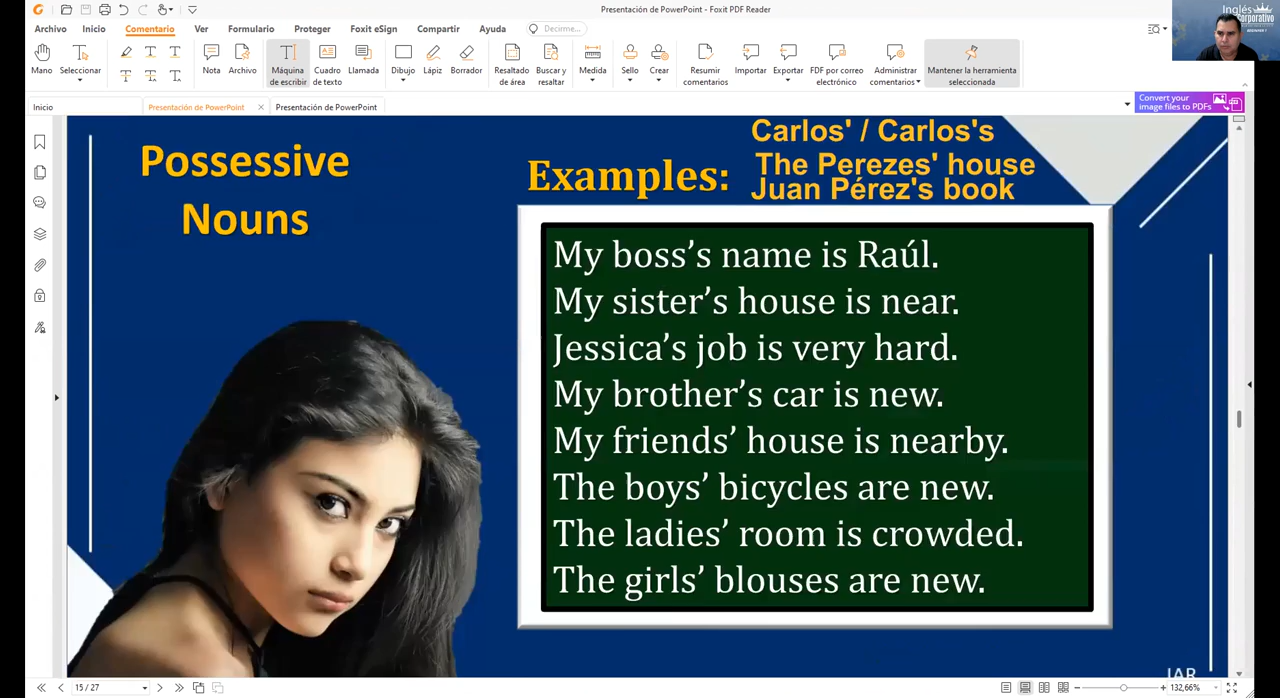 Presentación de PowerPoint - Foxit PDF Reader
Inglés
Corporativo
Archivo Inicio Comentario Ver Formulario Proteger Foxit eSign Compartir Ayuda Decirme...
Mano Seleccionar Nota Archivo Máquina de escribir Cuadro de texto Llamada Dibujo Lápiz Borrador Resaltado de área Buscar y resaltar Medida Sello Crear Resumir comentarios Importar Exportar PDF por correo electrónico Administrar comentarios Mantener la herramienta seleccionada
Inicio Presentación de PowerPoint Presentación de PowerPoint
Convert your
image files to PDFs
Possessive
Nouns
Examples:
Carlos' / Carlos's
The Perezes' house
Juan Pérez's book
My boss’s name is Raúl.
My sister’s house is near.
Jessica’s job is very hard.
My brother’s car is new.
My friends’ house is nearby.
The boys’ bicycles are new.
The ladies’ room is crowded.
The girls’ blouses are new.
15 / 27
132,66%